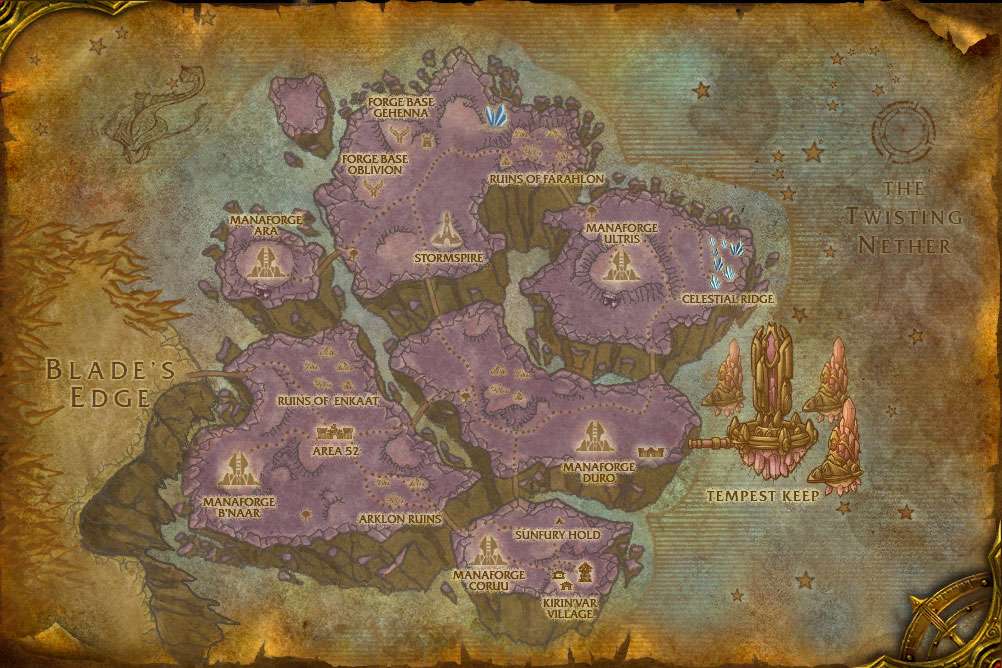 FORGE BASE
GEHENNA
FORGE BASE
OBLIVION
RUINS OF FARAHLON
THE
TWISTING
NETHER
MANAFORGE
ARA
MANAFORGE
ULTRIS
STORMSPIRE
CELESTIAL RIDGE
BLADE'S
EDGE
RUINS OF ENKAAT
AREA 52
MANAFORGE
DURO
TEMPEST KEEP
MANAFORGE
B'NAAR
ARKLON RUINS
SUNFURY HOLD
MANAFORGE
CORUU
KIRIN'VAR
VILLAGE